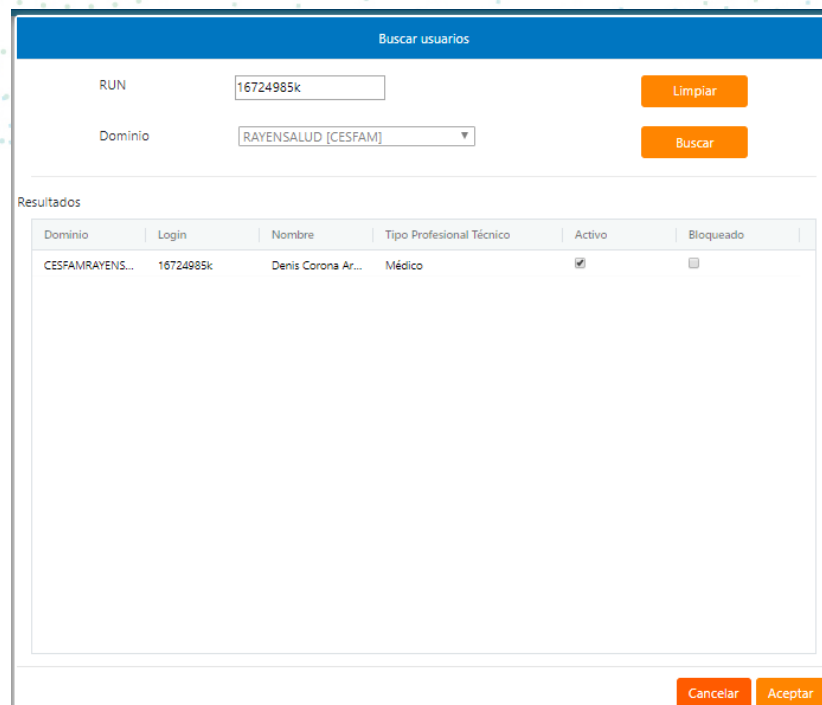 Buscar usuarios
RUN 16724985k Limpiar
Dominio RAYENSALUD [CESFAM] Buscar
Resultados
Dominio Login Nombre Tipo Profesional Técnico Activo Bloqueado
CESFAMRAYENS... 16724985k Denis Corona Ar... Médico
Cancelar Aceptar